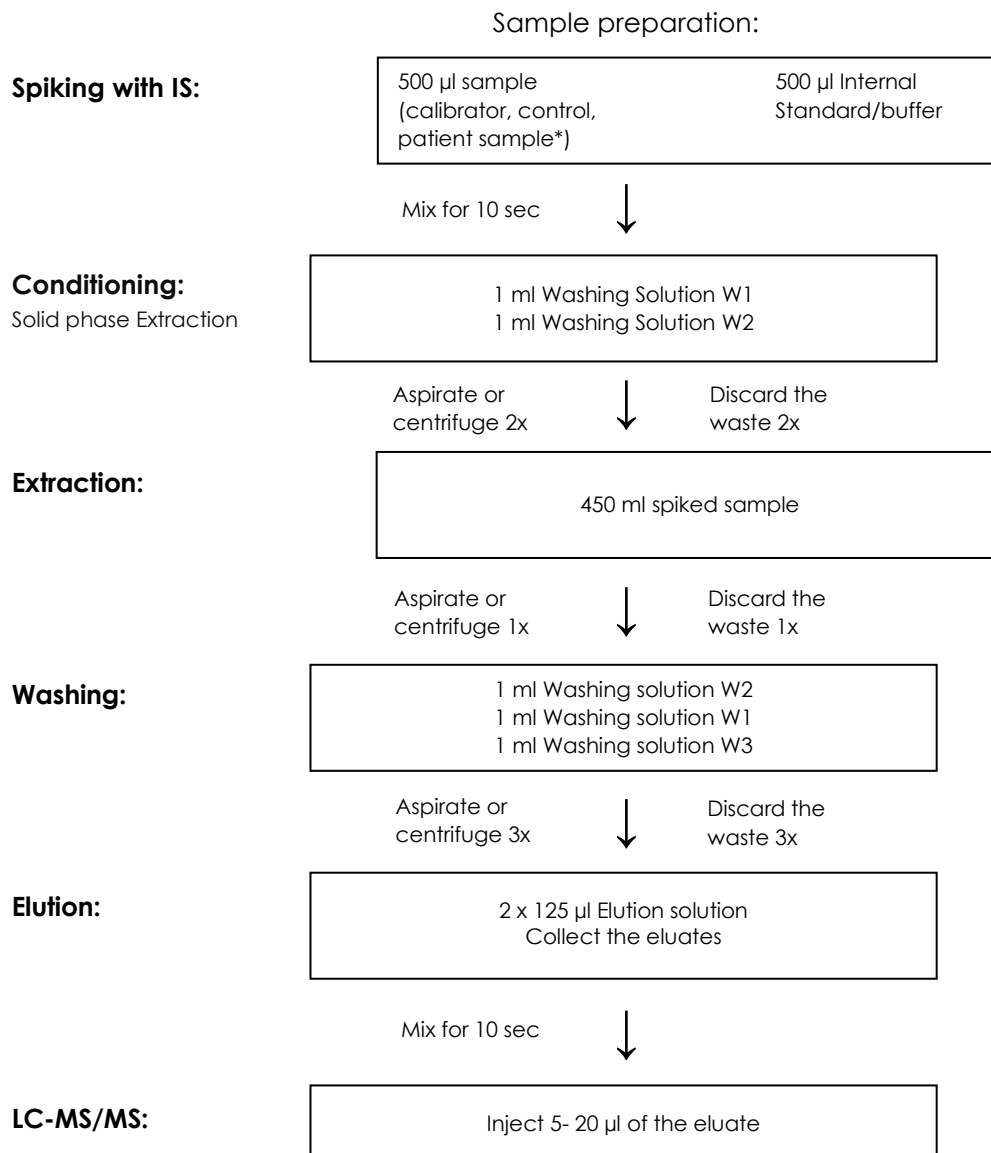 Sample preparation:
Spiking with IS:
500 µl sample
(calibrator, control,
patient sample*)
500 µl Internal
Standard/buffer
Mix for 10 sec
Conditioning:
Solid phase Extraction
1 ml Washing Solution W1
1 ml Washing Solution W2
Aspirate or
centrifuge 2x
Discard the
waste 2x
Extraction:
450 ml spiked sample
Aspirate or
centrifuge 1x
Discard the
waste 1x
Washing:
1 ml Washing solution W2
1 ml Washing solution W1
1 ml Washing solution W3
Aspirate or
centrifuge 3x
Discard the
waste 3x
Elution:
2 x 125 µl Elution solution
Collect the eluates
Mix for 10 sec
LC-MS/MS:
Inject 5- 20 µl of the eluate